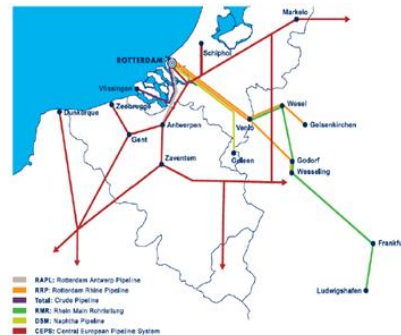 Markelo
Schiphol
ROTTERDAM
Vlissingen
Zeebrugge
Dunkerque
Wesel
Venlo
Gelsenkirchen
Antwerpen
Gent
Geleen
Godorf
Wesseling
Zaventem
Frankfu
Ludwigshafen
RAPL: Rotterdam Antwerp Pipeline
RRP: Rotterdam Rhine Pipeline
Total: Crude Pipeline
RMR: Rhein Main Rohrleitung
DSM: Naphtha Pipeline
CEPS: Central European Pipeline System